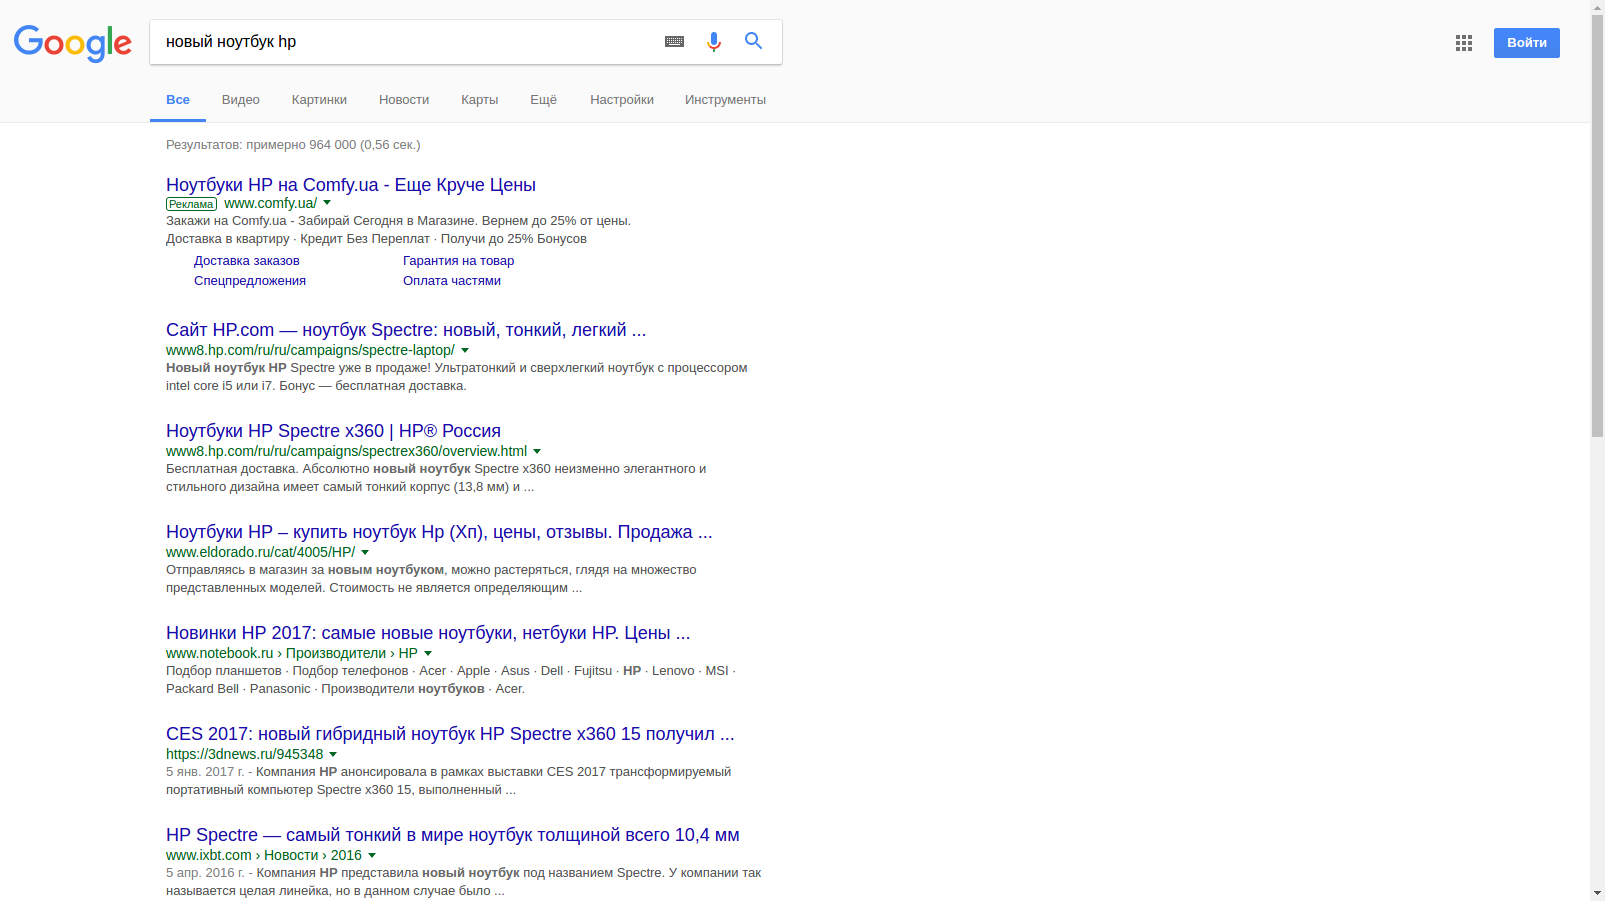 Google
новый ноутбук hp
Войти
Все Видео Картинки Новости Карты Ещё Настройки Инструменты
Результатов: примерно 964 000 (0,56 сек.)
Ноутбуки HP на Comfy.ua - Еще Круче Цены
Реклама www.comfy.ua/
Закажи на Comfy.ua - Забирай Сегодня в Магазине. Вернем до 25% от цены.
Доставка в квартиру · Кредит Без Переплат · Получи до 25% Бонусов
Доставка заказов Гарантия на товар
Спецпредложения Оплата частями
Сайт HP.com — ноутбук Spectre: новый, тонкий, легкий ...
www8.hp.com/ru/ru/campaigns/spectre-laptop/
Новый ноутбук HP Spectre уже в продаже! Ультратонкий и сверхлегкий ноутбук с процессором
intel core i5 или i7. Бонус — бесплатная доставка.
Ноутбуки HP Spectre x360 | HP® Россия
www8.hp.com/ru/ru/campaigns/spectrex360/overview.html
Бесплатная доставка. Абсолютно новый ноутбук Spectre x360 неизменно элегантного и
стильного дизайна имеет самый тонкий корпус (13,8 мм) и ...
Ноутбуки HP – купить ноутбук Hp (Хп), цены, отзывы. Продажа ...
www.eldorado.ru/cat/4005/HP/
Отправляясь в магазин за новым ноутбуком, можно растеряться, глядя на множество
представленных моделей. Стоимость не является определяющим ...
Новинки HP 2017: самые новые ноутбуки, нетбуки HP. Цены ...
www.notebook.ru › Производители › HP
Подбор планшетов · Подбор телефонов · Acer · Apple · Asus · Dell · Fujitsu · HP · Lenovo · MSI ·
Packard Bell · Panasonic · Производители ноутбуков · Acer.
CES 2017: новый гибридный ноутбук HP Spectre x360 15 получил ...
https://3dnews.ru/945348
5 янв. 2017 г. - Компания HP анонсировала в рамках выставки CES 2017 трансформируемый
портативный компьютер Spectre x360 15, выполненный ...
HP Spectre — самый тонкий в мире ноутбук толщиной всего 10,4 мм
www.ixbt.com › Новости › 2016
5 апр. 2016 г. - Компания HP представила новый ноутбук под названием Spectre. У компании так
называется целая линейка, но в данном случае было ...